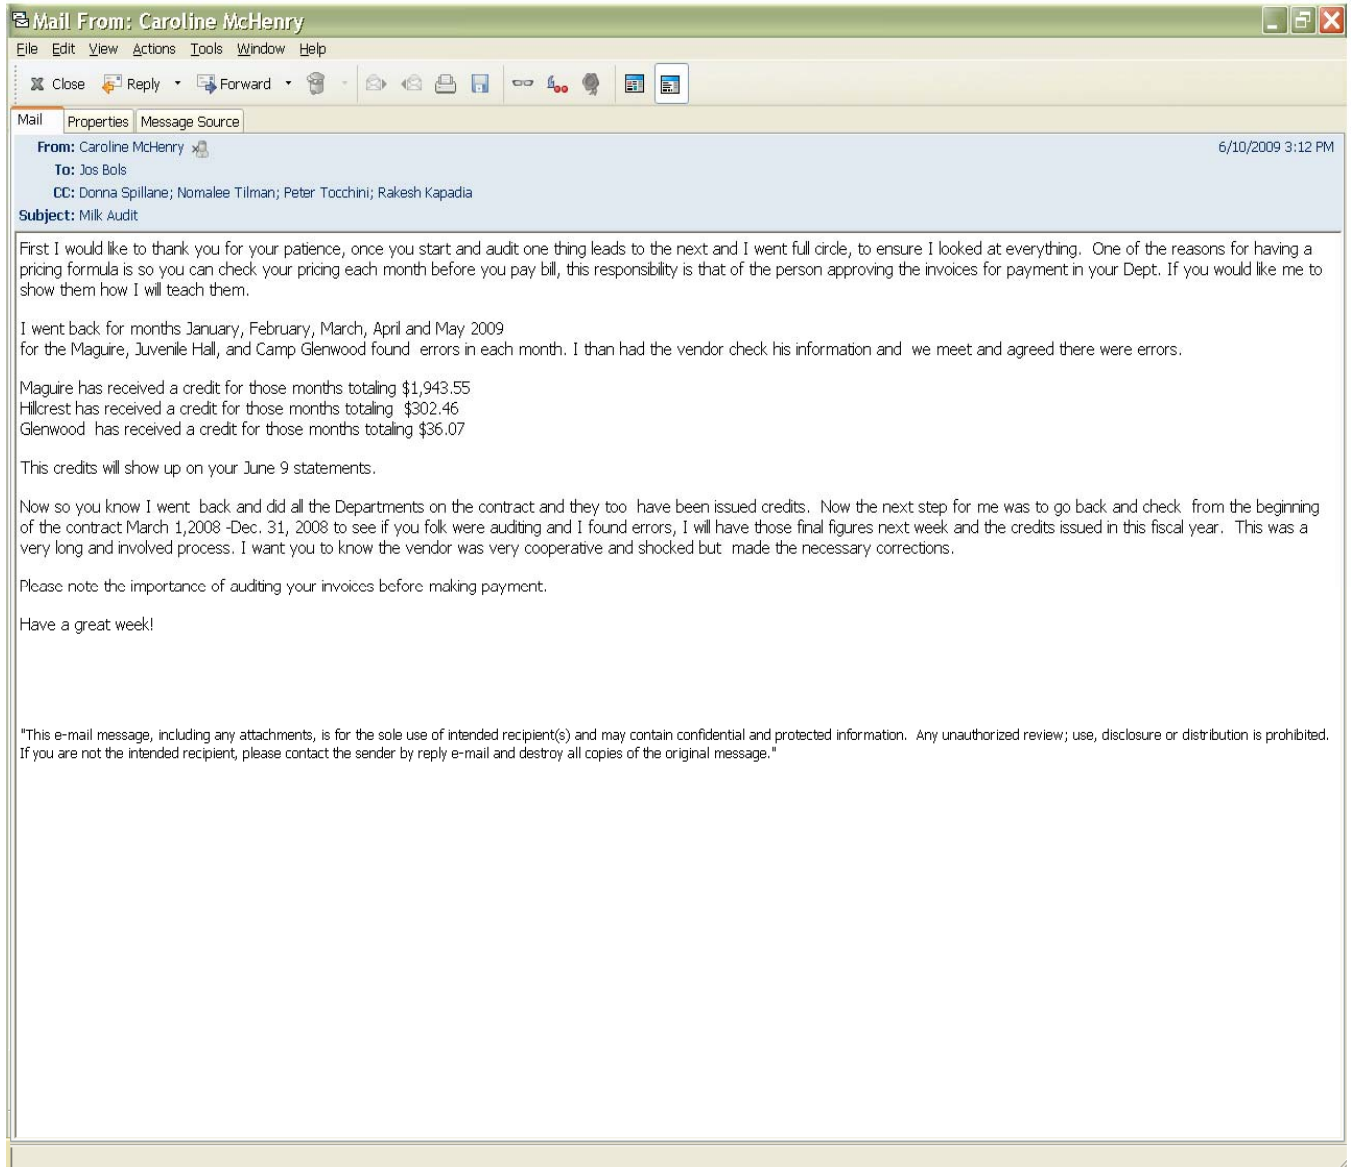 Mail From: Caroline McHenry
File Edit View Actions Tools Window Help
Close Reply Forward
Mail Properties Message Source
From: Caroline McHenry 6/10/2009 3:12 PM
To: Jos Bols
CC: Donna Spillane; Nomalee Tilman; Peter Tocchini; Rakesh Kapadia
Subject: Milk Audit
First I would like to thank you for your patience, once you start and audit one thing leads to the next and I went full circle, to ensure I looked at everything.  One of the reasons for having a
pricing formula is so you can check your pricing each month before you pay bill, this responsibility is that of the person approving the invoices for payment in your Dept. If you would like me to
show them how I will teach them.
I went back for months January, February, March, April and May 2009
for the Maguire, Juvenile Hall, and Camp Glenwood found  errors in each month. I than had the vendor check his information and  we meet and agreed there were errors.
Maguire has received a credit for those months totaling $1,943.55
Hillcrest has received a credit for those months totaling  $302.46
Glenwood  has received a credit for those months totaling $36.07
This credits will show up on your June 9 statements.
Now so you know I went  back and did all the Departments on the contract and they too  have been issued credits.  Now the next step for me was to go back and check  from the beginning
of the contract March 1,2008 -Dec. 31, 2008 to see if you folk were auditing and I found errors, I will have those final figures next week and the credits issued in this fiscal year.  This was a
very long and involved process. I want you to know the vendor was very cooperative and shocked but  made the necessary corrections.
Please note the importance of auditing your invoices before making payment.
Have a great week!
"This e-mail message, including any attachments, is for the sole use of intended recipient(s) and may contain confidential and protected information.  Any unauthorized review; use, disclosure or distribution is prohibited.
If you are not the intended recipient, please contact the sender by reply e-mail and destroy all copies of the original message."